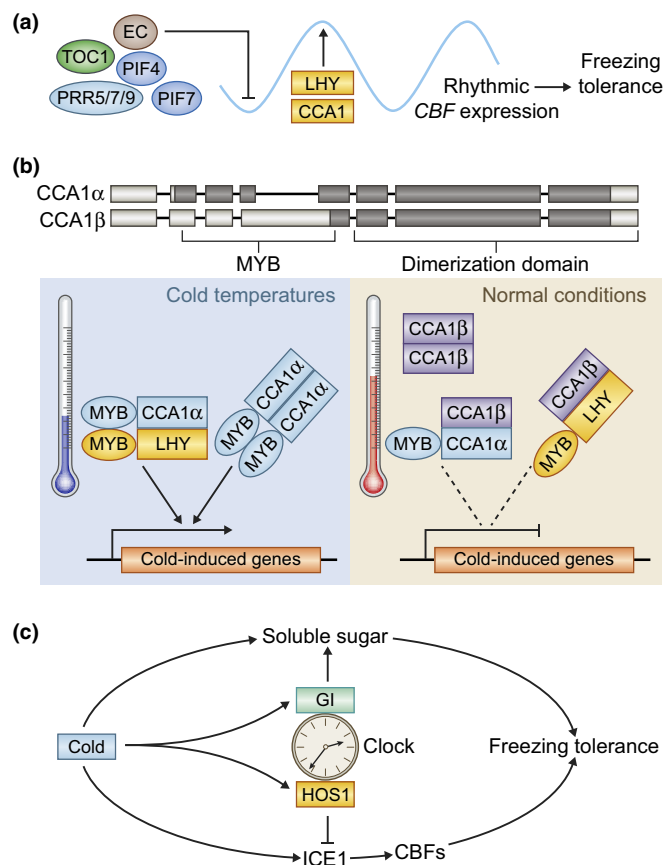 (a)
EC
TOC1
PIF4
PRR5/7/9
PIF7
LHY
CCA1
Rhythmic
CBF expression
Freezing
tolerance
(b)
CCA1α
CCA1β
MYB
Dimerization domain
Cold temperatures
MYB
CCA1α
MYB
LHY
MYB
CCA1α
MYB
CCA1α
Cold-induced genes
Normal conditions
CCA1β
CCA1β
CCA1β
MYB
CCA1α
CCA1β
MYB
LHY
Cold-induced genes
(c)
Soluble sugar
GI
Cold
Clock
Freezing tolerance
HOS1
ICE1
CBFs